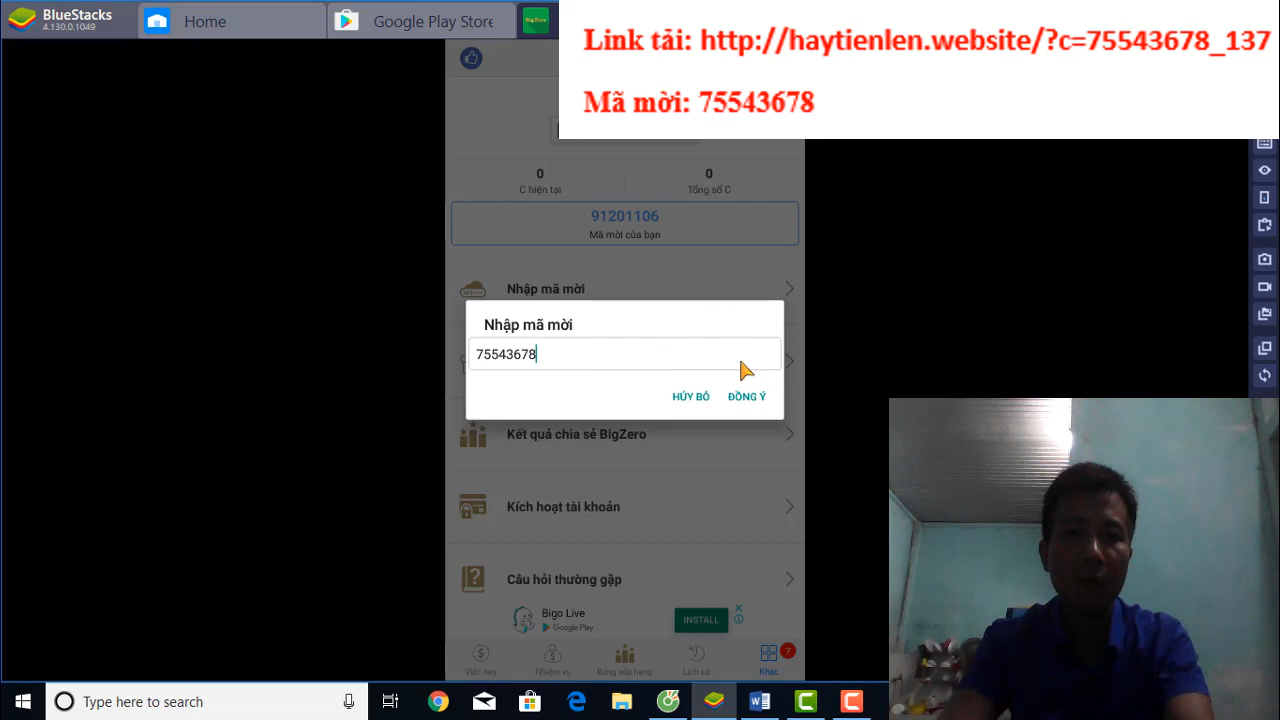 BlueStacks
4.130.0.1049
Home
Google Play Store
BigZero
Link tải: http://haytienlen.website/?c=75543678_137
Mã mời: 75543678
0
C hiện tại
0
Tổng số C
91201106
Mã mời của bạn
Nhập mã mời
Nhập mã mời
75543678
HỦY BỎ
ĐỒNG Ý
Kết quả chia sẻ BigZero
Kích hoạt tài khoản
Câu hỏi thường gặp
Bigo Live
Google Play
INSTALL
Việc hay
Nhiệm vụ
Bảng xếp hạng
Lịch sử
Khác
7
Type here to search